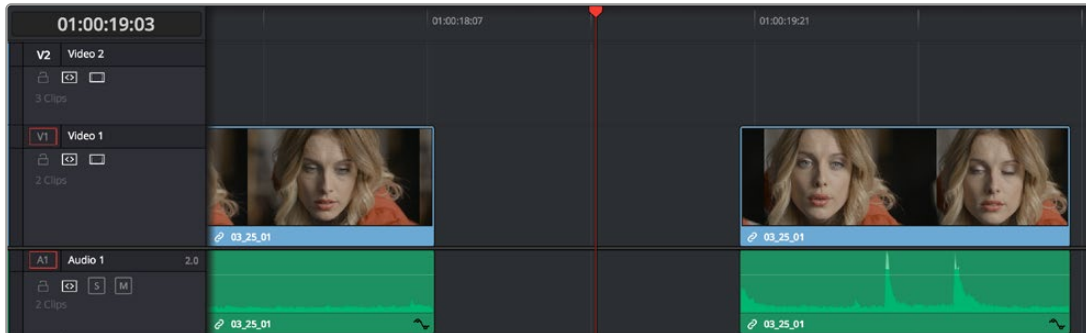 01:00:19:03
01:00:18:07
01:00:19:21
V2 Video 2
3 Clips
V1 Video 1
2 Clips
03_25_01
03_25_01
A1 Audio 1 2.0
S M
2 Clips
03_25_01
03_25_01